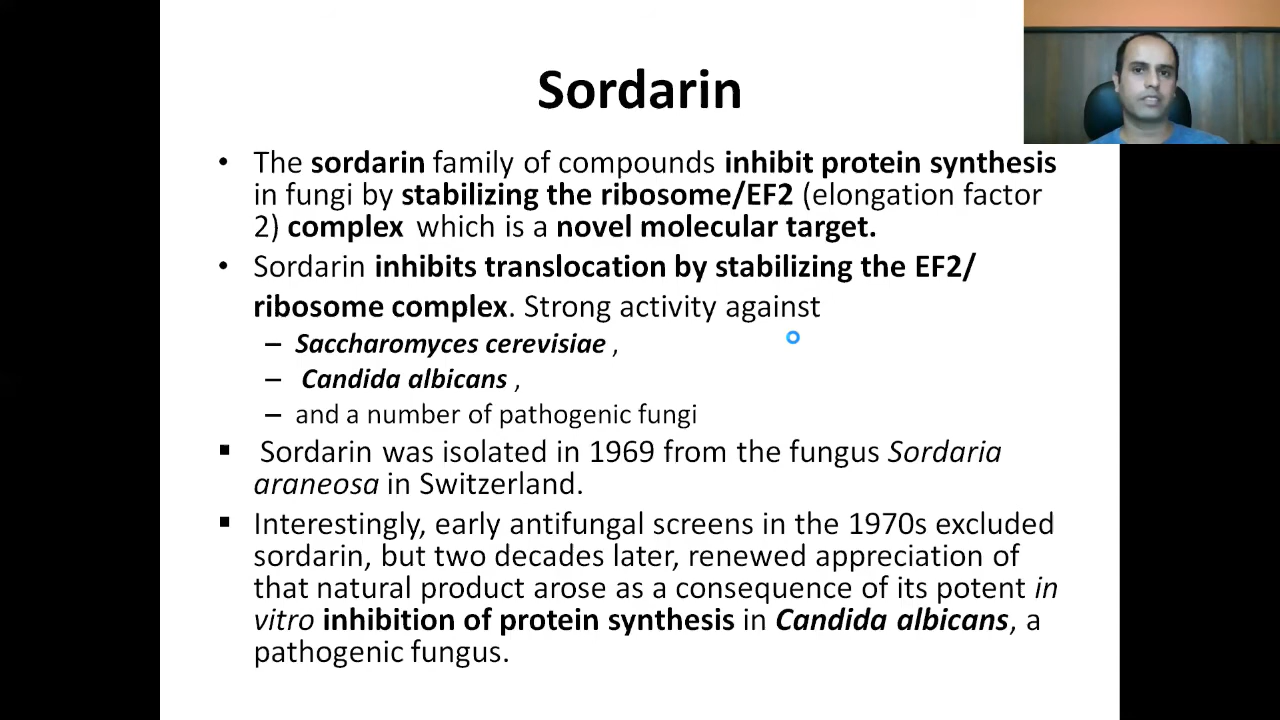 Sordarin
• The sordarin family of compounds inhibit protein synthesis
in fungi by stabilizing the ribosome/EF2 (elongation factor
2) complex which is a novel molecular target.
• Sordarin inhibits translocation by stabilizing the EF2/
ribosome complex. Strong activity against
– Saccharomyces cerevisiae ,
– Candida albicans ,
– and a number of pathogenic fungi
▪ Sordarin was isolated in 1969 from the fungus Sordaria
araneosa in Switzerland.
▪ Interestingly, early antifungal screens in the 1970s excluded
sordarin, but two decades later, renewed appreciation of
that natural product arose as a consequence of its potent in
vitro inhibition of protein synthesis in Candida albicans, a
pathogenic fungus.